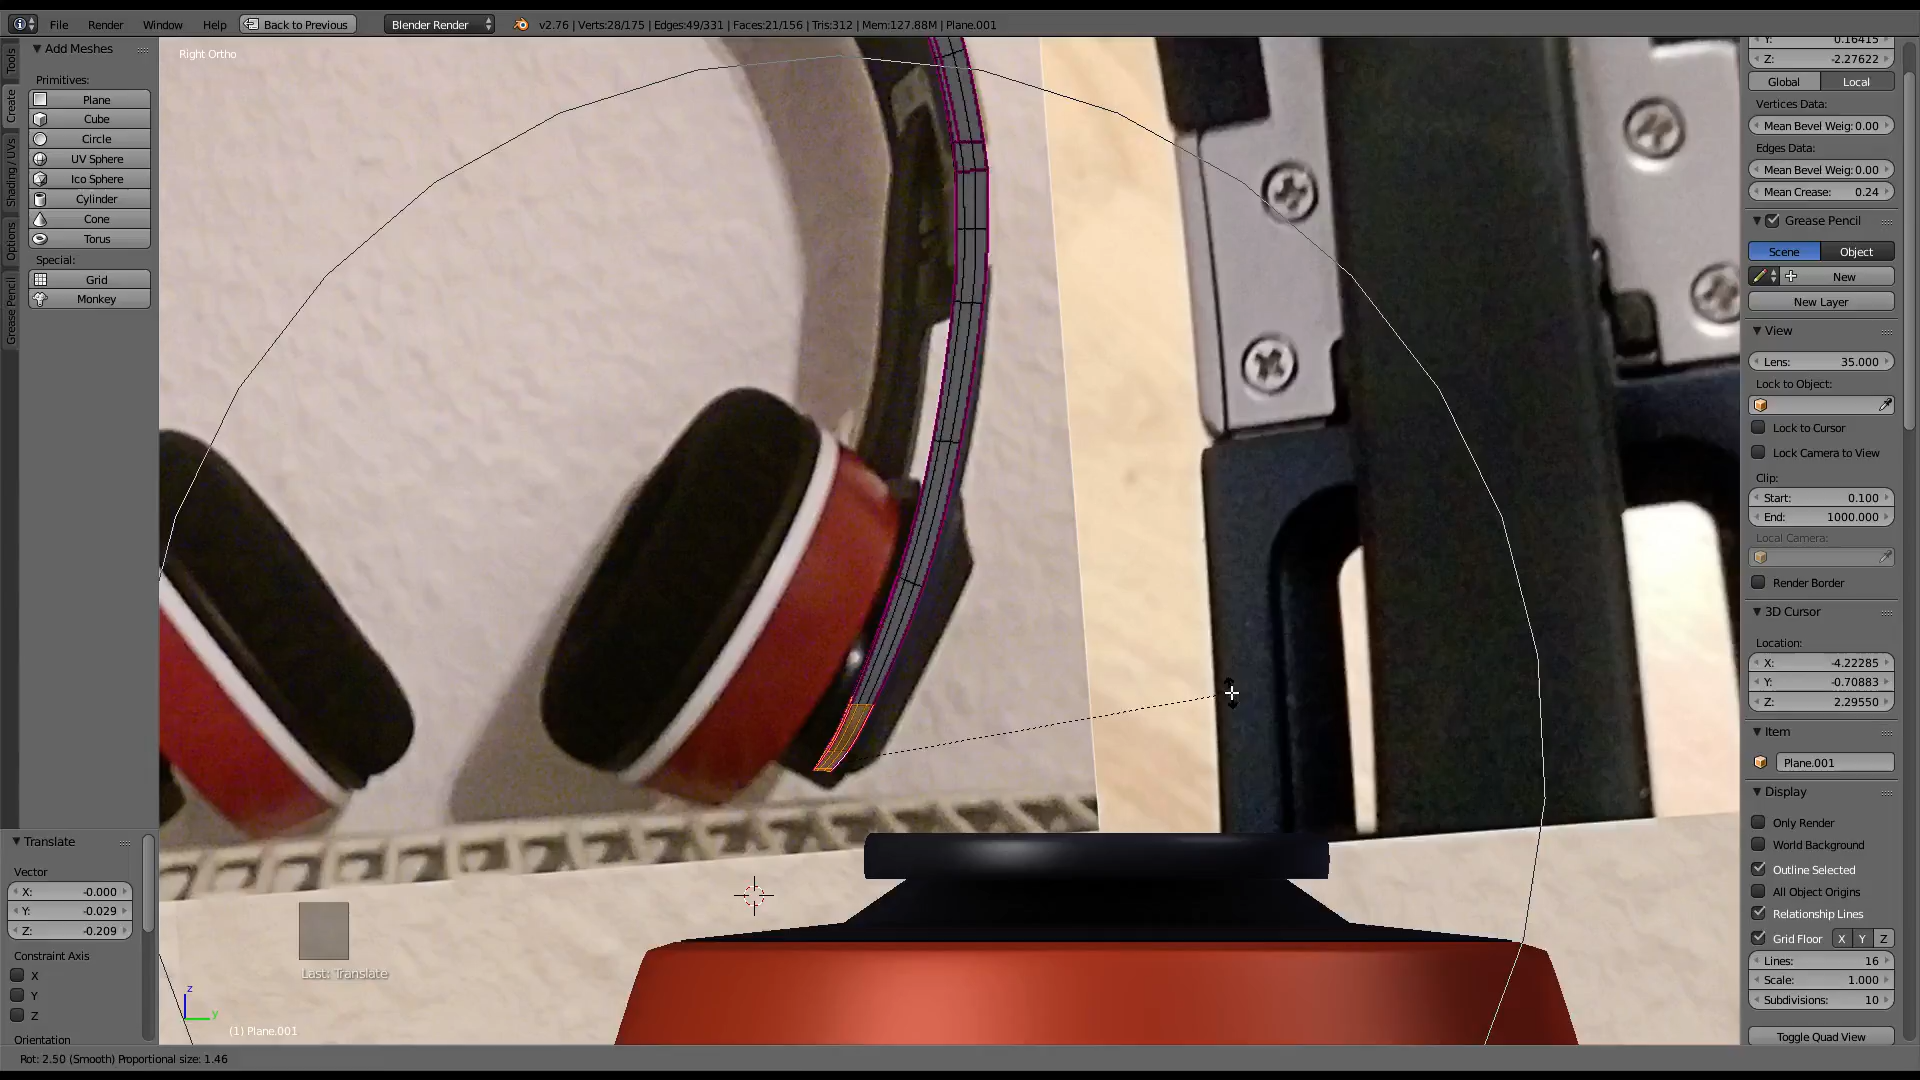 File
Render
Window
Help
Back to Previous
Blender Render
v2.76 | Verts:28/175 | Edges:49/331 | Faces:21/156 | Tris:312 | Mem:127.88M | Plane.001
Tools
Create
Shading / UVs
Options
Grease Pencil
Add Meshes
Primitives:
Plane
Cube
Circle
UV Sphere
Ico Sphere
Cylinder
Cone
Torus
Special:
Grid
Monkey
Translate
Vector
X: -0.000
Y: -0.029
Z: -0.209
Constraint Axis
X
Y
Z
Orientation
Right Ortho
Last: Translate
z
y
(1) Plane.001
Rot: 2.50 (Smooth) Proportional size: 1.46
Y: 0.16415
Z: -2.27622
Global Local
Vertices Data:
Mean Bevel Weig: 0.00
Edges Data:
Mean Bevel Weig: 0.00
Mean Crease: 0.24
Grease Pencil
Scene Object
New
New Layer
View
Lens: 35.000
Lock to Object:
Lock to Cursor
Lock Camera to View
Clip:
Start: 0.100
End: 1000.000
Local Camera:
Render Border
3D Cursor
Location:
X: -4.22285
Y: -0.70883
Z: 2.29550
Item
Plane.001
Display
Only Render
World Background
Outline Selected
All Object Origins
Relationship Lines
Grid Floor X Y Z
Lines: 16
Scale: 1.000
Subdivisions: 10
Toggle Quad View